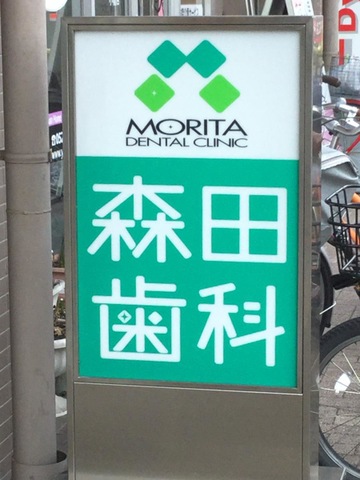 MORITA
DENTAL CLINIC
森田
歯科